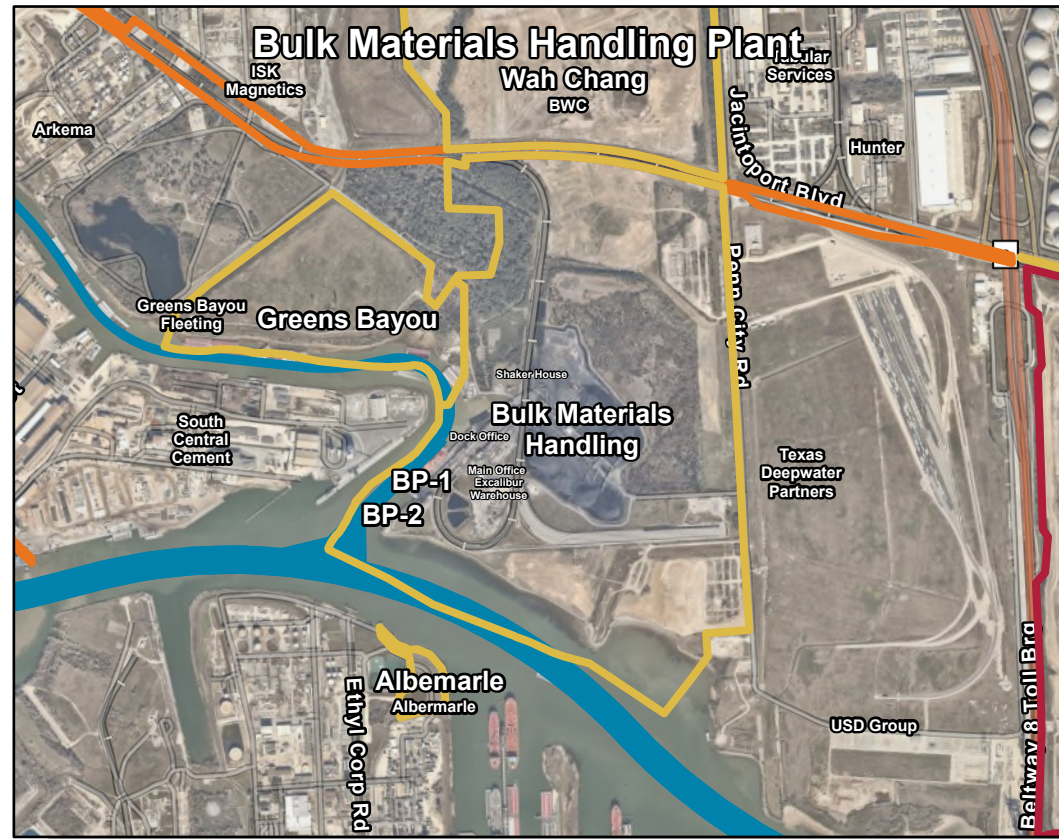 Bulk Materials Handling Plant
Wah Chang
BWC
Tubular
Services
ISK
Magnetics
Arkema
Hunter
Jacintoport Blvd
Penn City Rd
Greens Bayou
Fleeting
Greens Bayou
Shaker House
Bulk Materials
Handling
Dock Office
South
Central
Cement
Main Office
Excalibur
Warehouse
BP-1
BP-2
Texas
Deepwater
Partners
Albemarle
Albermarle
Ethyl Corp Rd
USD Group
Beltway 8 Toll Brg